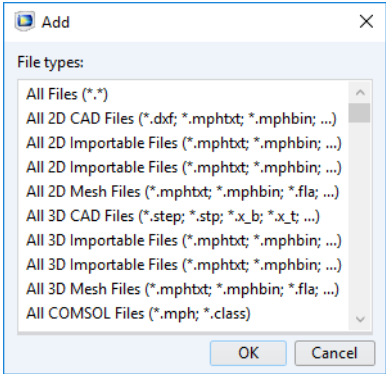 Add
File types:
All Files (*.*)
All 2D CAD Files (*.dxf; *.mphtxt; *.mphbin; ...)
All 2D Importable Files (*.mphtxt; *.mphbin; ...)
All 2D Importable Files (*.mphtxt; *.mphbin; ...)
All 2D Mesh Files (*.mphtxt; *.mphbin; *.fla; ...)
All 3D CAD Files (*.step; *.stp; *.x_b; *.x_t; ...)
All 3D Importable Files (*.mphtxt; *.mphbin; ...)
All 3D Importable Files (*.mphtxt; *.mphbin; ...)
All 3D Mesh Files (*.mphtxt; *.mphbin; *.fla; ...)
All COMSOL Files (*.mph; *.class)
OK Cancel